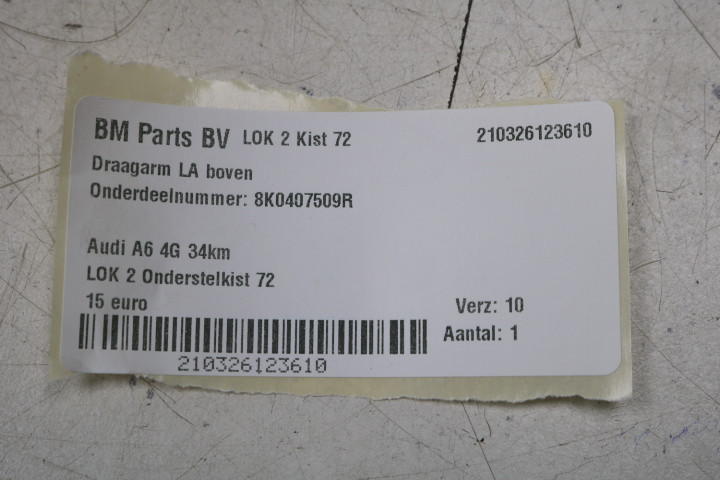 BM Parts BV LOK 2 Kist 72 210326123610
Draagarm LA boven
Onderdeelnummer: 8K0407509R
Audi A6 4G 34km
LOK 2 Onderstelkist 72
15 euro Verz: 10
Aantal: 1
210326123610